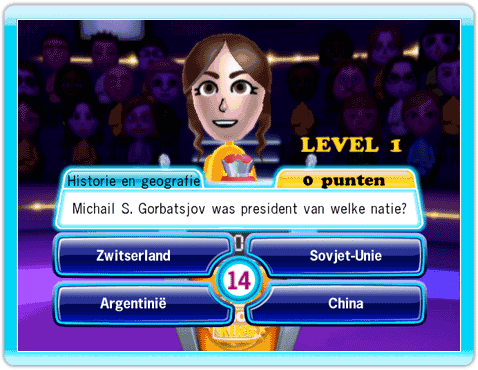 LEVEL 1
Historie en geografie
0 punten
Michail S. Gorbatsjov was president van welke natie?
Zwitserland
Sovjet-Unie
14
Argentinië
China